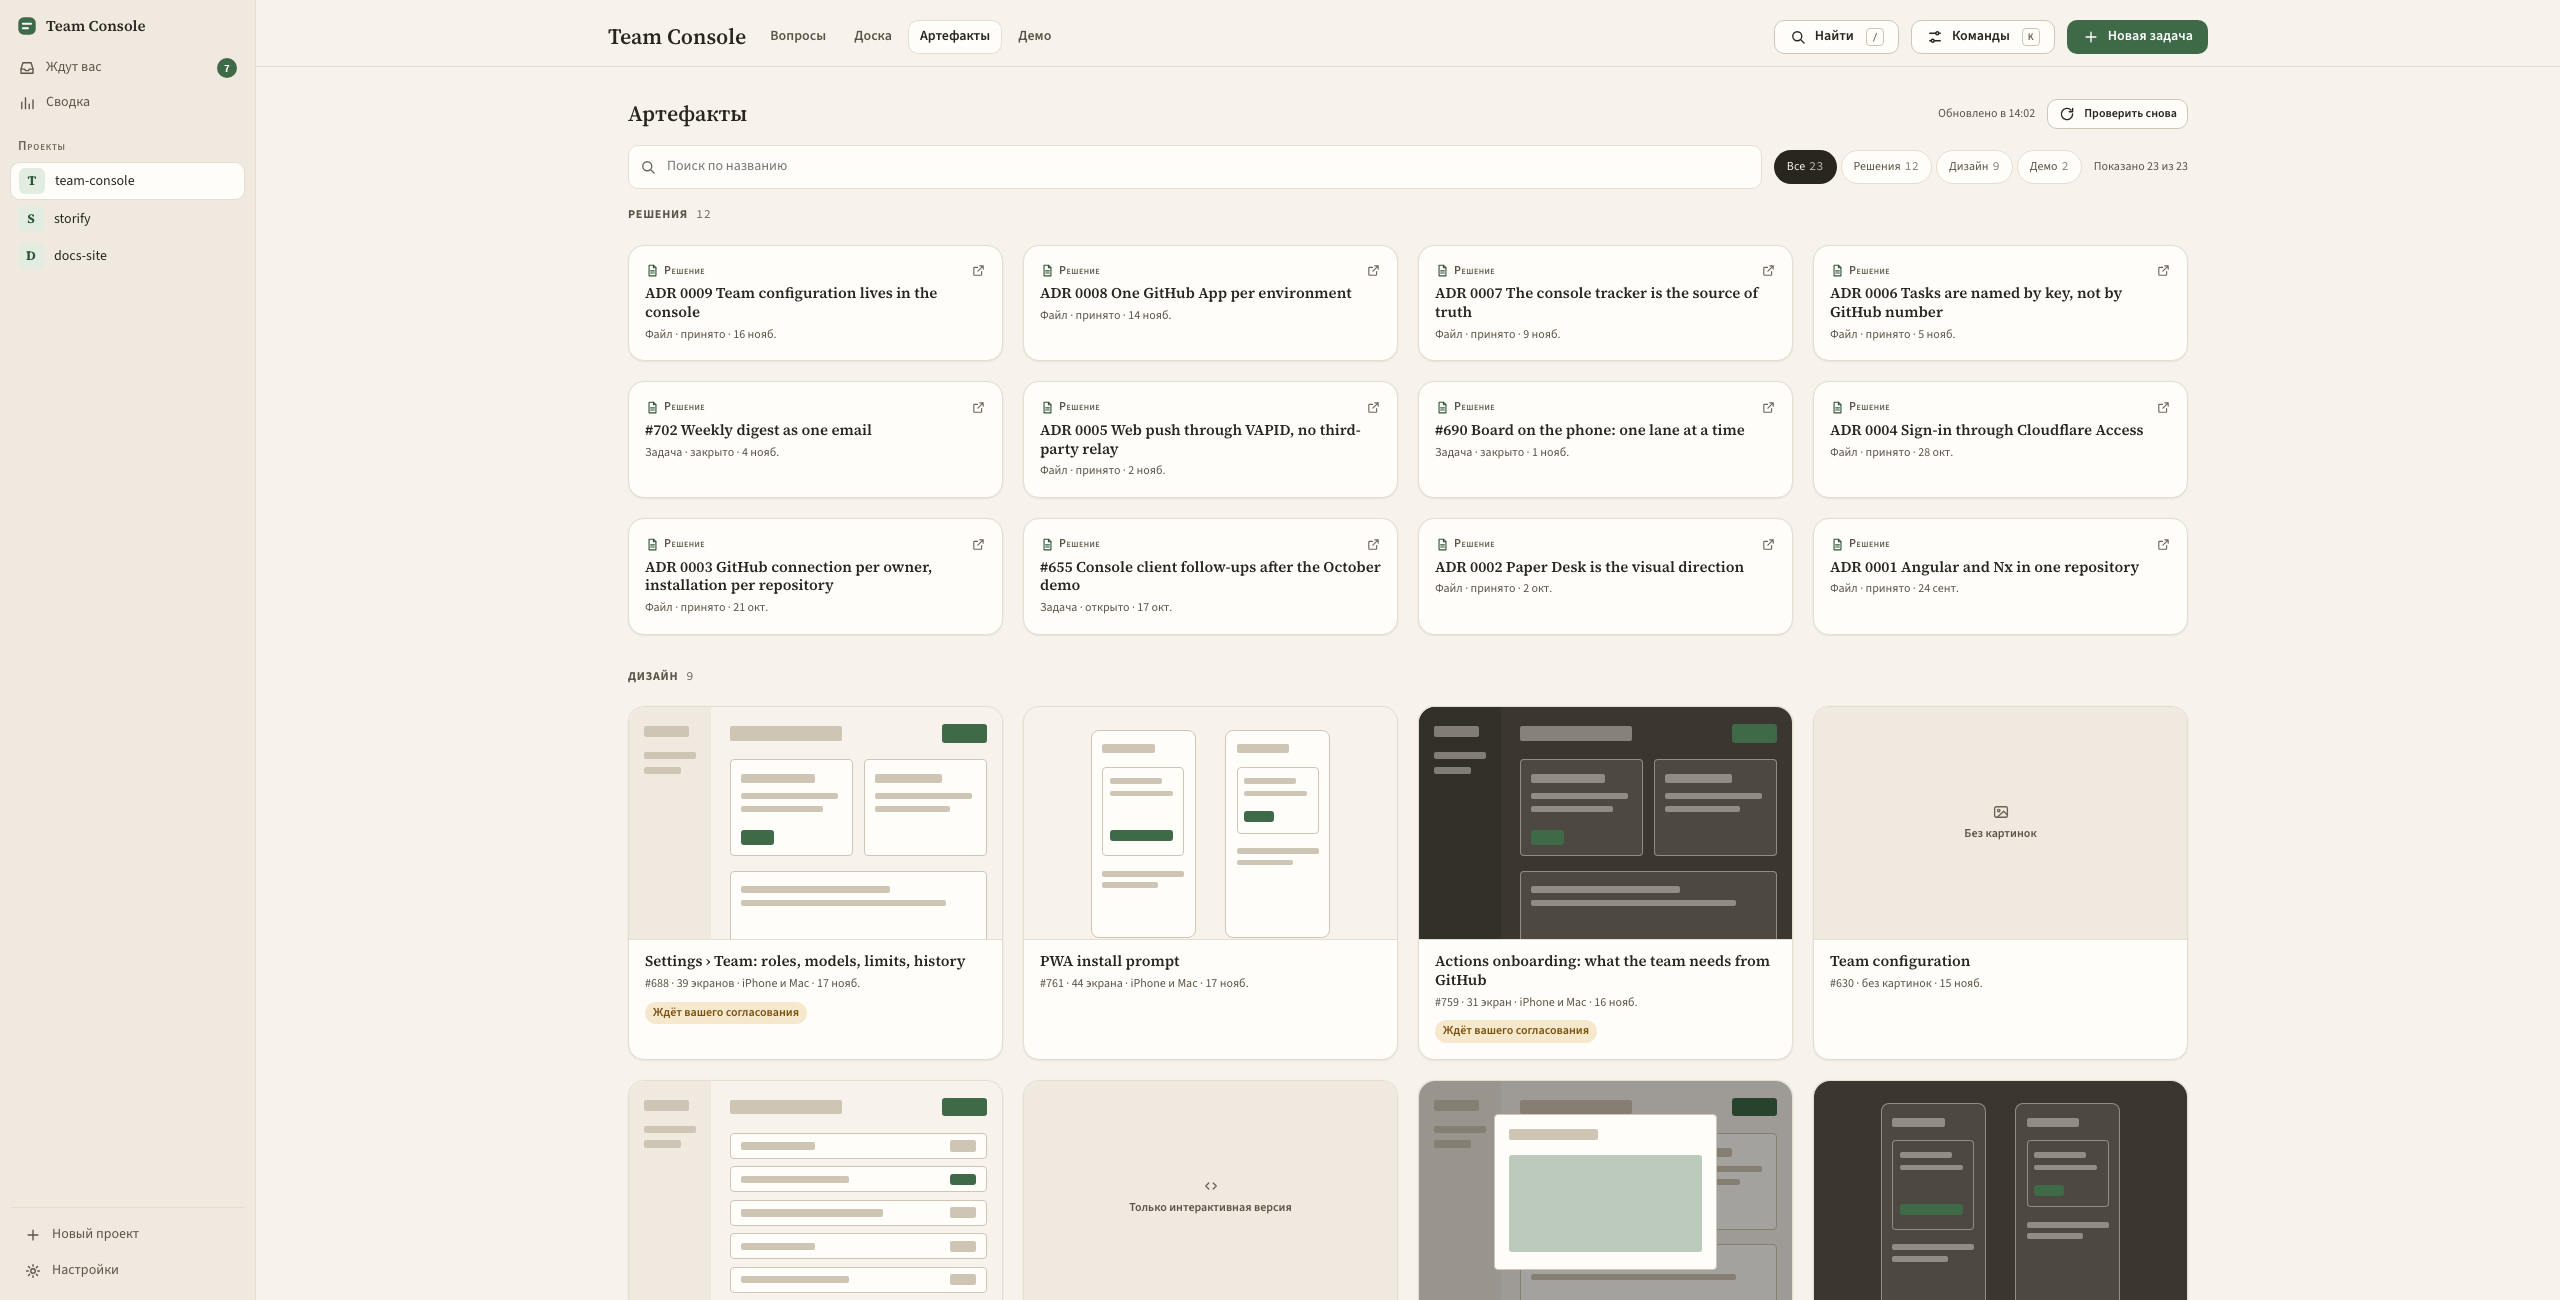 Team Console
Ждут вас 7
Сводка
Проекты
T team-console
S storify
D docs-site
Новый проект
Настройки
Team Console Вопросы Доска Артефакты Демо Найти / Команды K Новая задача
Артефакты
Обновлено в 14:02 Проверить снова
Поиск по названию
Все 23 Решения 12 Дизайн 9 Демо 2 Показано 23 из 23
РЕШЕНИЯ 12
Решение
ADR 0009 Team configuration lives in the
console
Файл · принято · 16 нояб.
Решение
ADR 0008 One GitHub App per environment
Файл · принято · 14 нояб.
Решение
ADR 0007 The console tracker is the source of
truth
Файл · принято · 9 нояб.
Решение
ADR 0006 Tasks are named by key, not by
GitHub number
Файл · принято · 5 нояб.
Решение
#702 Weekly digest as one email
Задача · закрыто · 4 нояб.
Решение
ADR 0005 Web push through VAPID, no third-
party relay
Файл · принято · 2 нояб.
Решение
#690 Board on the phone: one lane at a time
Задача · закрыто · 1 нояб.
Решение
ADR 0004 Sign-in through Cloudflare Access
Файл · принято · 28 окт.
Решение
ADR 0003 GitHub connection per owner,
installation per repository
Файл · принято · 21 окт.
Решение
#655 Console client follow-ups after the October
demo
Задача · открыто · 17 окт.
Решение
ADR 0002 Paper Desk is the visual direction
Файл · принято · 2 окт.
Решение
ADR 0001 Angular and Nx in one repository
Файл · принято · 24 сент.
ДИЗАЙН 9
Settings › Team: roles, models, limits, history
#688 · 39 экранов · iPhone и Mac · 17 нояб.
Ждёт вашего согласования
PWA install prompt
#761 · 44 экрана · iPhone и Mac · 17 нояб.
Actions onboarding: what the team needs from
GitHub
#759 · 31 экран · iPhone и Mac · 16 нояб.
Ждёт вашего согласования
Без картинок
Team configuration
#630 · без картинок · 15 нояб.
Только интерактивная версия